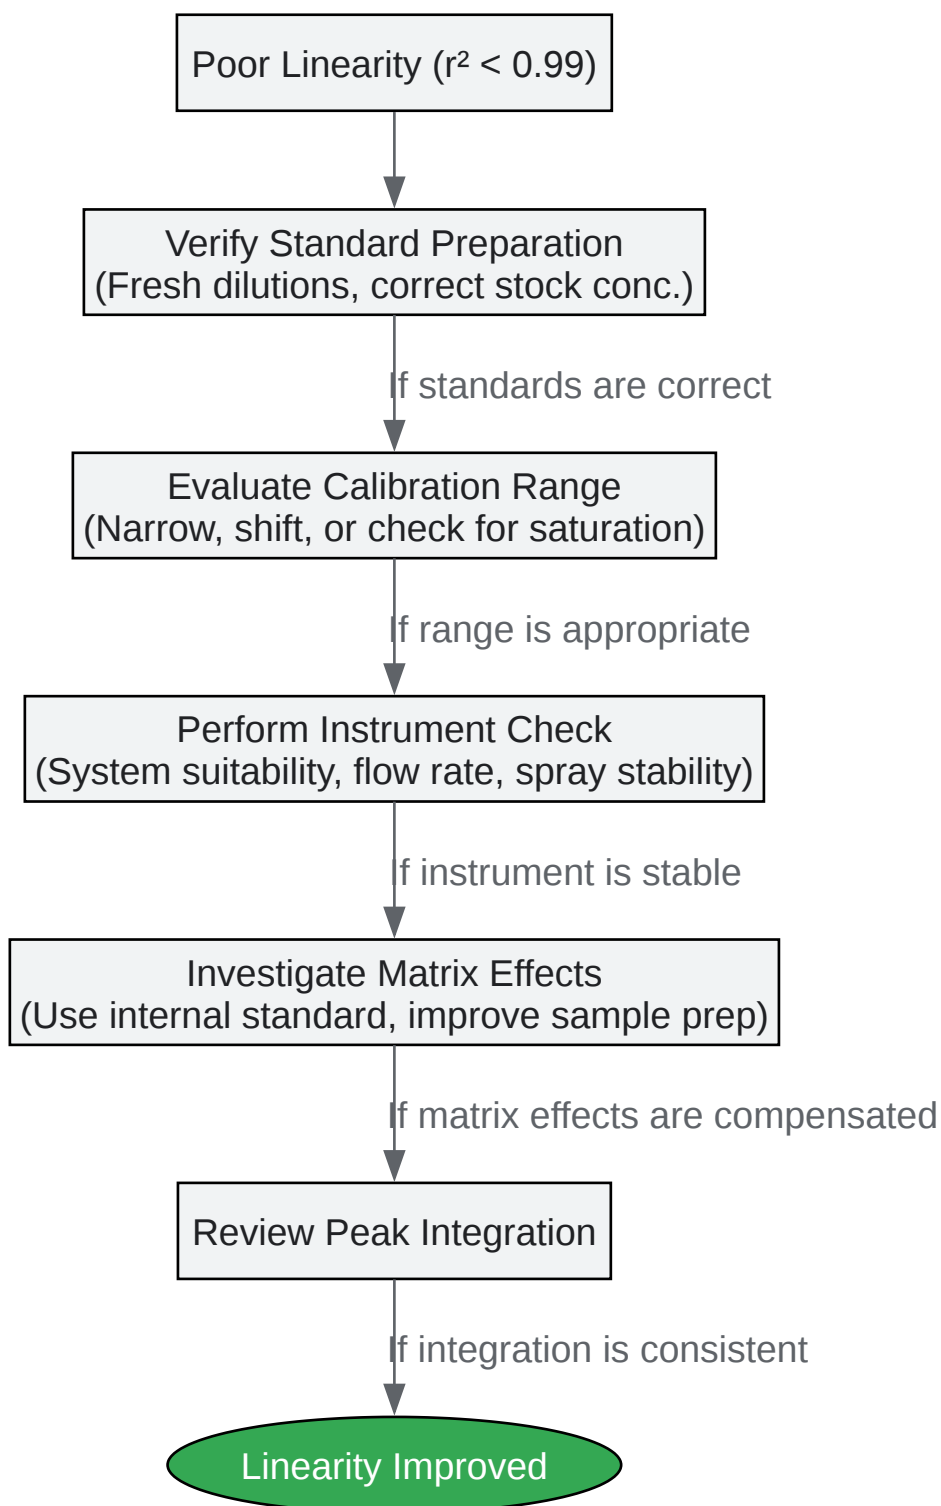 Poor Linearity (r² < 0.99)
Verify Standard Preparation
(Fresh dilutions, correct stock conc.)
If standards are correct
Evaluate Calibration Range
(Narrow, shift, or check for saturation)
If range is appropriate
Perform Instrument Check
(System suitability, flow rate, spray stability)
If instrument is stable
Investigate Matrix Effects
(Use internal standard, improve sample prep)
If matrix effects are compensated
Review Peak Integration
If integration is consistent
Linearity Improved